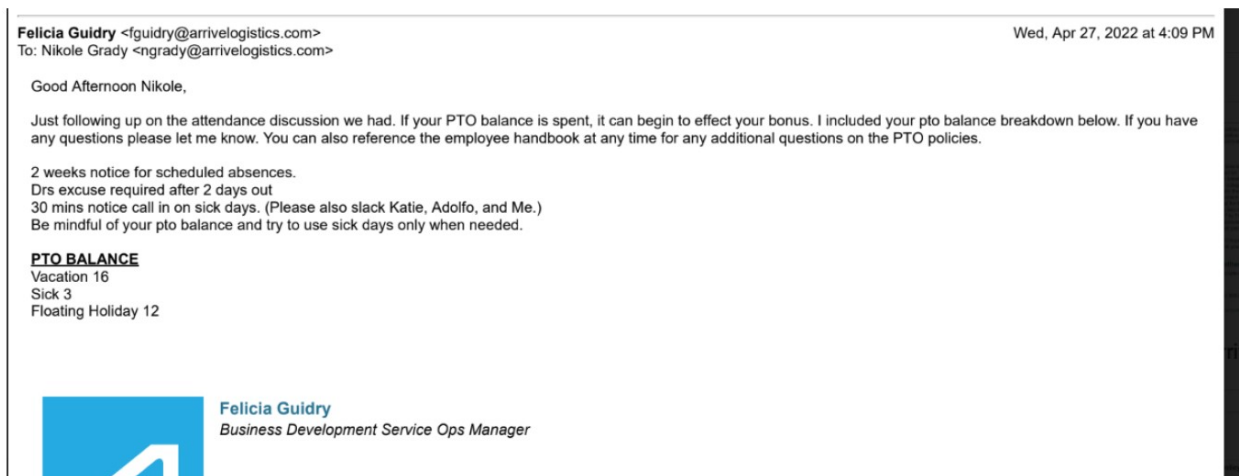 Felicia Guidry <fguidry@arrivelogistics.com>
Wed, Apr 27, 2022 at 4:09 PM
To: Nikole Grady <ngrady@arrivelogistics.com>
Good Afternoon Nikole,
Just following up on the attendance discussion we had. If your PTO balance is spent, it can begin to effect your bonus. I included your pto balance breakdown below. If you have
any questions please let me know. You can also reference the employee handbook at any time for any additional questions on the PTO policies.
2 weeks notice for scheduled absences.
Drs excuse required after 2 days out
30 mins notice call in on sick days. (Please also slack Katie, Adolfo, and Me.)
Be mindful of your pto balance and try to use sick days only when needed.
PTO BALANCE
Vacation 16
Sick 3
Floating Holiday 12
Felicia Guidry
Business Development Service Ops Manager